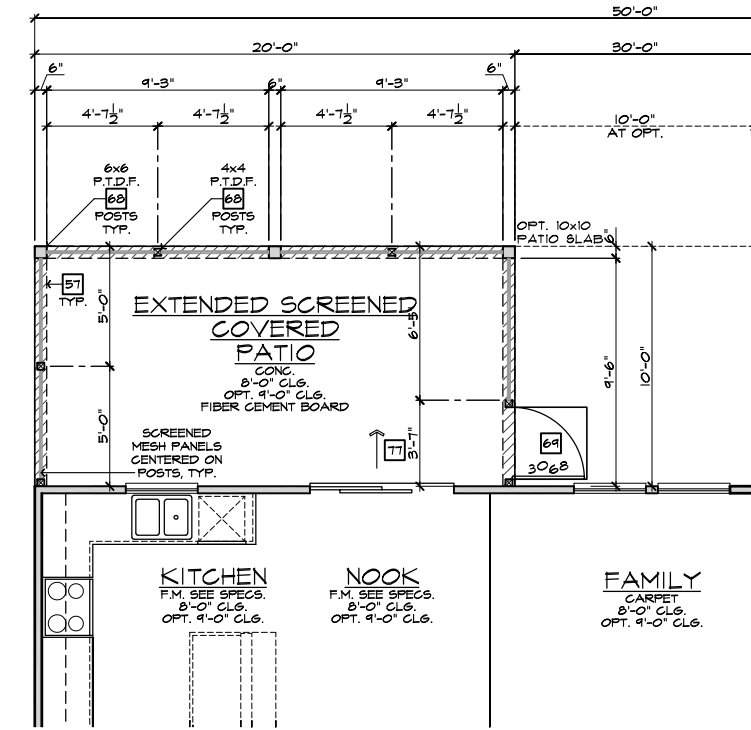 50'-0"
20'-0"
30'-0"
6"
9'-3"
6"
9'-3"
6"
4'-7½"
4'-7½"
4'-7½"
4'-7½"
10'-0"
AT OPT.
6x6
P.T.D.F.
68
POSTS
TYP.
4x4
P.T.D.F.
68
POSTS
TYP.
OPT. 10x10
PATIO SLAB
6"
57
TYP.
5'-0"
EXTENDED SCREENED
COVERED
PATIO
CONC.
8'-0" CLG.
OPT. 9'-0" CLG.
FIBER CEMENT BOARD
6'-5"
9'-6"
10'-0"
5'-0"
SCREENED
MESH PANELS
CENTERED ON
POSTS, TYP.
77
3'-7"
69
3068
KITCHEN
F.M. SEE SPECS.
8'-0" CLG.
OPT. 9'-0" CLG.
NOOK
F.M. SEE SPECS.
8'-0" CLG.
OPT. 9'-0" CLG.
FAMILY
CARPET
8'-0" CLG.
OPT. 9'-0" CLG.